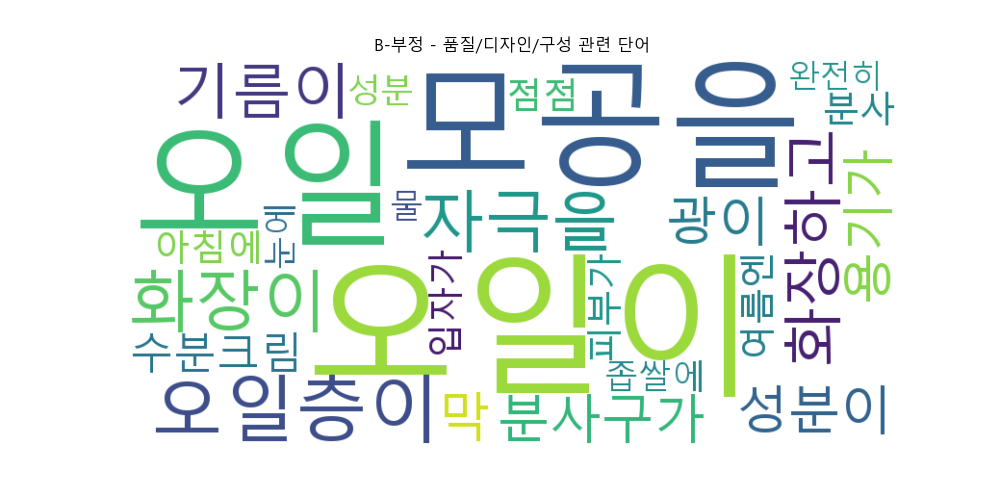 B-부정 - 품질/디자인/구성 관련 단어
기름이
성분
모공을
점점
완전히
분사
오일
물
자극을
광이
화장하고
용기가
아침에
눈에
화장이
오일이
입자가
피부가
여름엔
수분크림
좁쌀에
오일층이
막
분사구가
성분이